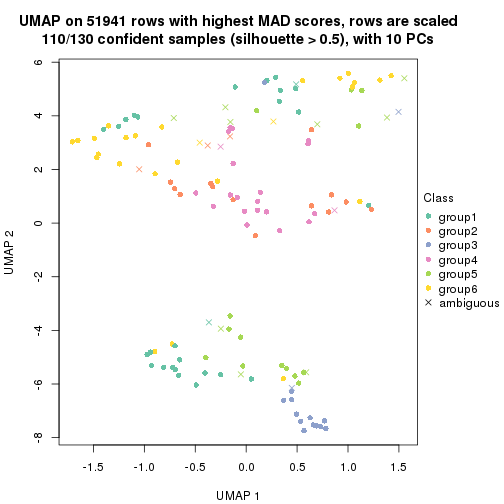 UMAP on 51941 rows with highest MAD scores, rows are scaled
110/130 confident samples (silhouette > 0.5), with 10 PCs
UMAP 2
6
4
2
0
-2
-4
-6
-8
-1.5
-1.0
-0.5
0.0
0.5
1.0
1.5
UMAP 1
Class
group1
group2
group3
group4
group5
group6
ambiguous